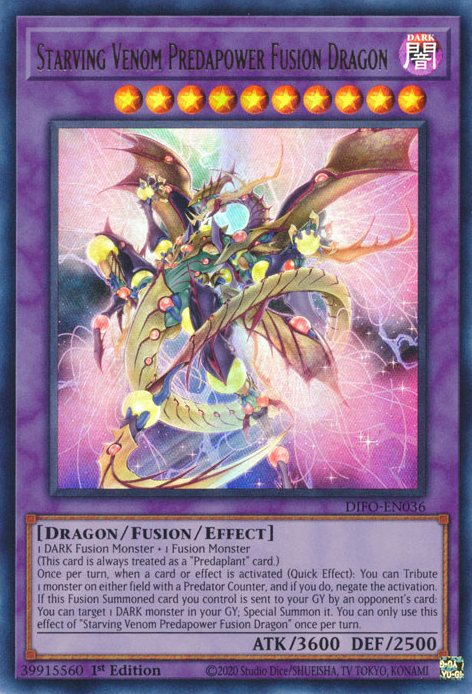 Starving Venom Predapower Fusion Dragon
DARK
闇
DIFO-EN036
[Dragon/Fusion/Effect]
1 DARK Fusion Monster + 1 Fusion Monster
(This card is always treated as a "Predaplant" card.)
Once per turn, when a card or effect is activated (Quick Effect): You can Tribute
1 monster on either field with a Predator Counter, and if you do, negate the activation.
If this Fusion Summoned card you control is sent to your GY by an opponent's card:
You can target 1 DARK monster in your GY; Special Summon it. You can only use this
effect of "Starving Venom Predapower Fusion Dragon" once per turn.
ATK/3600 DEF/2500
39915560 1st Edition ©2020 Studio Dice/SHUEISHA, TV TOKYO, KONAMI